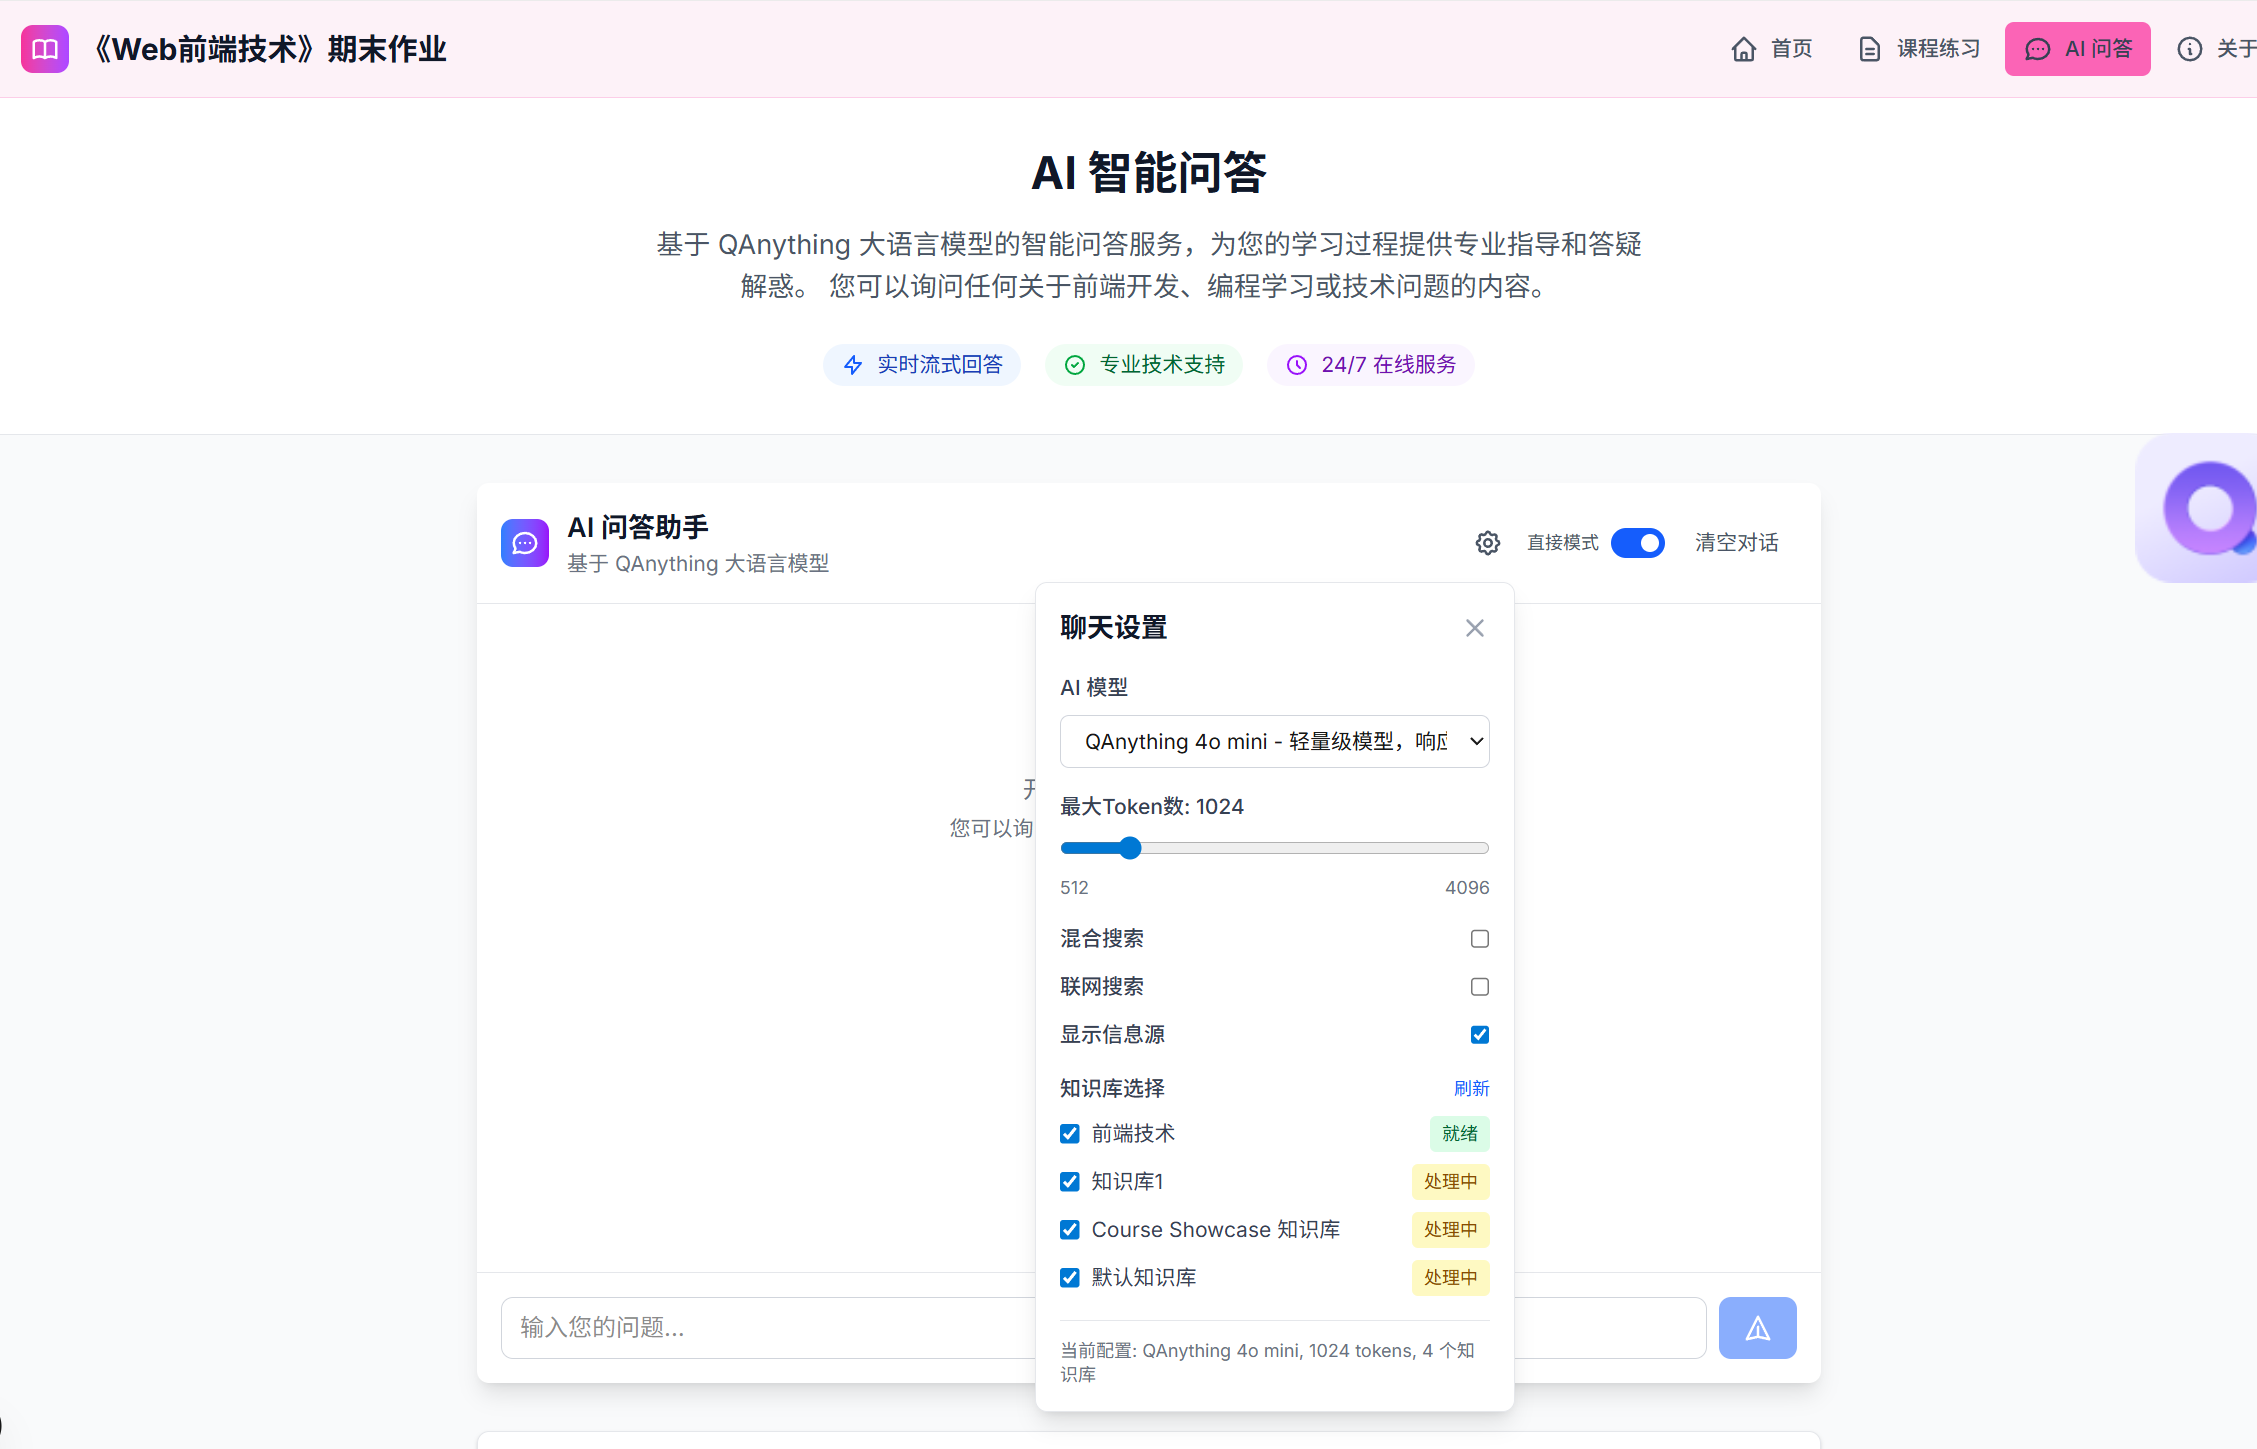 《Web前端技术》期末作业
首页
课程练习
AI 问答
关于
AI 智能问答
基于 QAnything 大语言模型的智能问答服务，为您的学习过程提供专业指导和答疑
解惑。 您可以询问任何关于前端开发、编程学习或技术问题的内容。
实时流式回答
专业技术支持
24/7 在线服务
AI 问答助手
基于 QAnything 大语言模型
直接模式
清空对话
您可以询
聊天设置
AI 模型
QAnything 4o mini - 轻量级模型，响
最大Token数: 1024
512
4096
混合搜索
联网搜索
显示信息源
知识库选择
刷新
前端技术
就绪
知识库1
处理中
Course Showcase 知识库
处理中
默认知识库
处理中
当前配置: QAnything 4o mini, 1024 tokens, 4 个知
识库
输入您的问题...